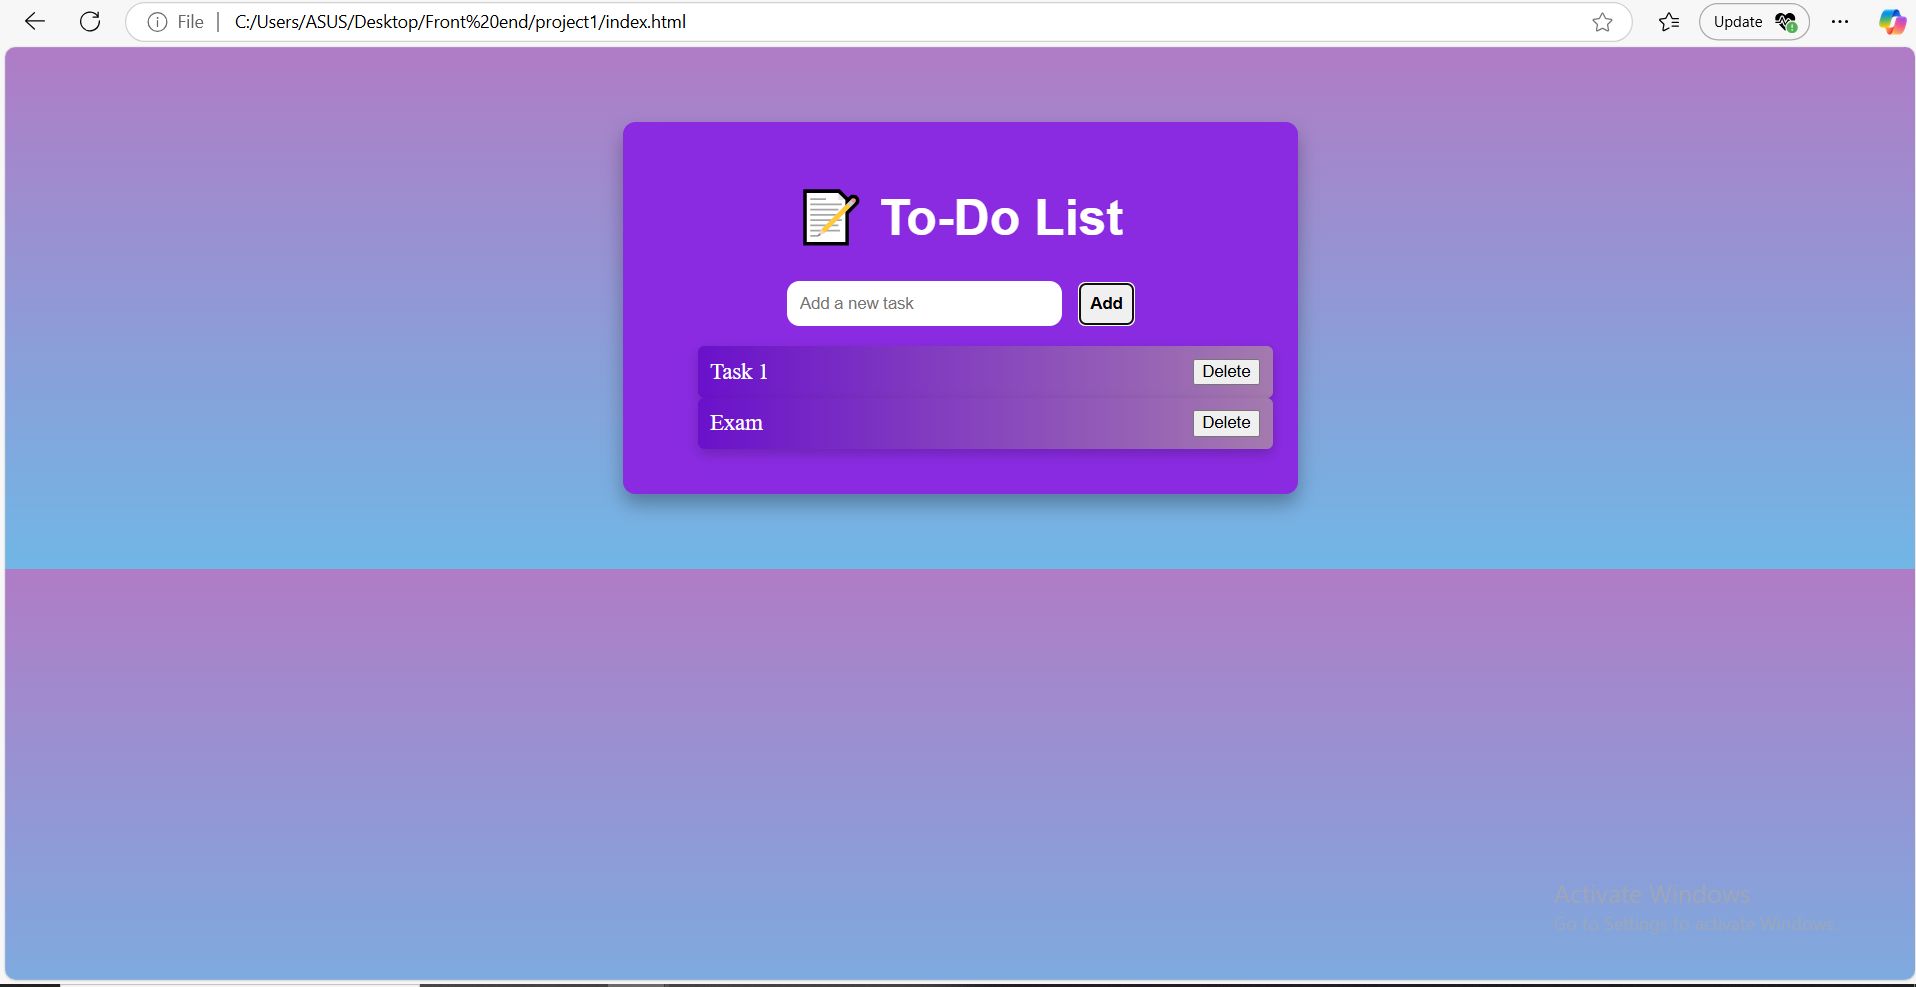 File C:/Users/ASUS/Desktop/Front%20end/project1/index.html Update
To-Do List
Add a new task Add
Task 1 Delete
Exam Delete
Activate Windows
Go to Settings to activate Windows.